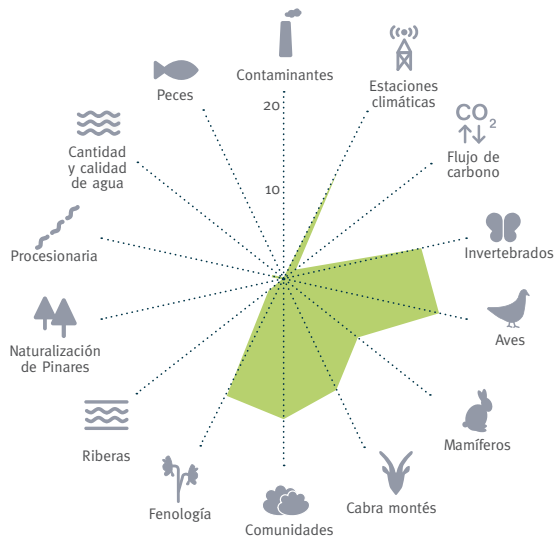 Contaminantes
Estaciones
climáticas
CO2
Flujo de
carbono
Invertebrados
Aves
Mamíferos
Cabra montés
Comunidades
Fenología
Riberas
Naturalización
de Pinares
Procesionaria
Cantidad
y calidad
de agua
Peces
20
10